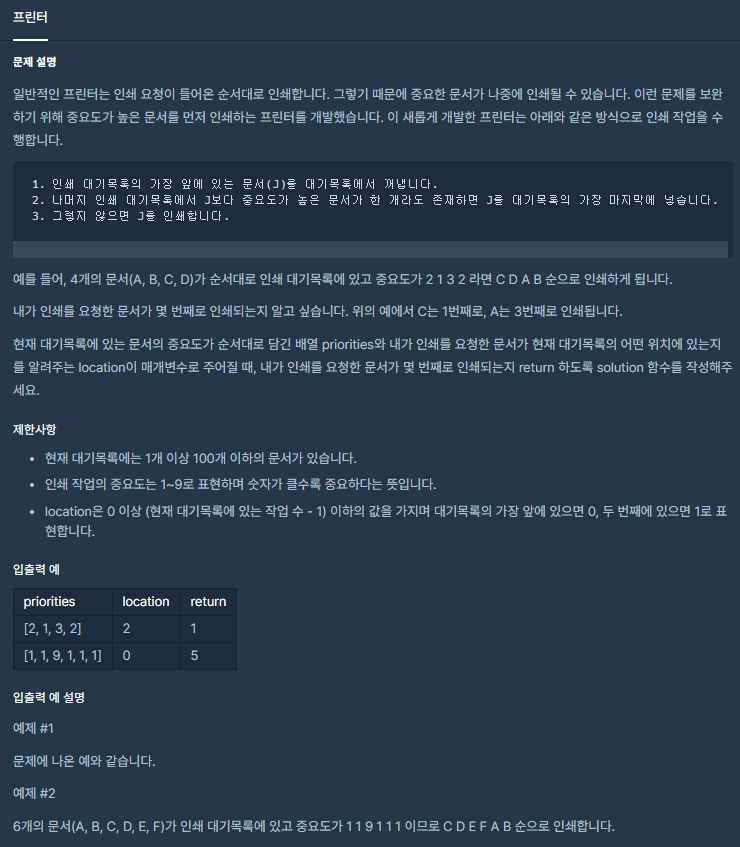 프린터
문제 설명
일반적인 프린터는 인쇄 요청이 들어온 순서대로 인쇄합니다. 그렇기 때문에 중요한 문서가 나중에 인쇄될 수 있습니다. 이런 문제를 보완
하기 위해 중요도가 높은 문서를 먼저 인쇄하는 프린터를 개발했습니다. 이 새롭게 개발한 프린터는 아래와 같은 방식으로 인쇄 작업을 수
행합니다.
1. 인쇄 대기목록의 가장 앞에 있는 문서(J)를 대기목록에서 꺼냅니다.
2. 나머지 인쇄 대기목록에서 J보다 중요도가 높은 문서가 한 개라도 존재하면 J를 대기목록의 가장 마지막에 넣습니다.
3. 그렇지 않으면 J를 인쇄합니다.
예를 들어, 4개의 문서(A, B, C, D)가 순서대로 인쇄 대기목록에 있고 중요도가 2 1 3 2 라면 C D A B 순으로 인쇄하게 됩니다.
내가 인쇄를 요청한 문서가 몇 번째로 인쇄되는지 알고 싶습니다. 위의 예에서 C는 1번째로, A는 3번째로 인쇄됩니다.
현재 대기목록에 있는 문서의 중요도가 순서대로 담긴 배열 priorities와 내가 인쇄를 요청한 문서가 현재 대기목록의 어떤 위치에 있는지
를 알려주는 location이 매개변수로 주어질 때, 내가 인쇄를 요청한 문서가 몇 번째로 인쇄되는지 return 하도록 solution 함수를 작성해주
세요.
제한사항
• 현재 대기목록에는 1개 이상 100개 이하의 문서가 있습니다.
• 인쇄 작업의 중요도는 1~9로 표현하며 숫자가 클수록 중요하다는 뜻입니다.
• location은 0 이상 (현재 대기목록에 있는 작업 수 - 1) 이하의 값을 가지며 대기목록의 가장 앞에 있으면 0, 두 번째에 있으면 1로 표
현합니다.
입출력 예
priorities location return
[2, 1, 3, 2] 2 1
[1, 1, 9, 1, 1, 1] 0 5
입출력 예 설명
예제 #1
문제에 나온 예와 같습니다.
예제 #2
6개의 문서(A, B, C, D, E, F)가 인쇄 대기목록에 있고 중요도가 1 1 9 1 1 1 이므로 C D E F A B 순으로 인쇄합니다.